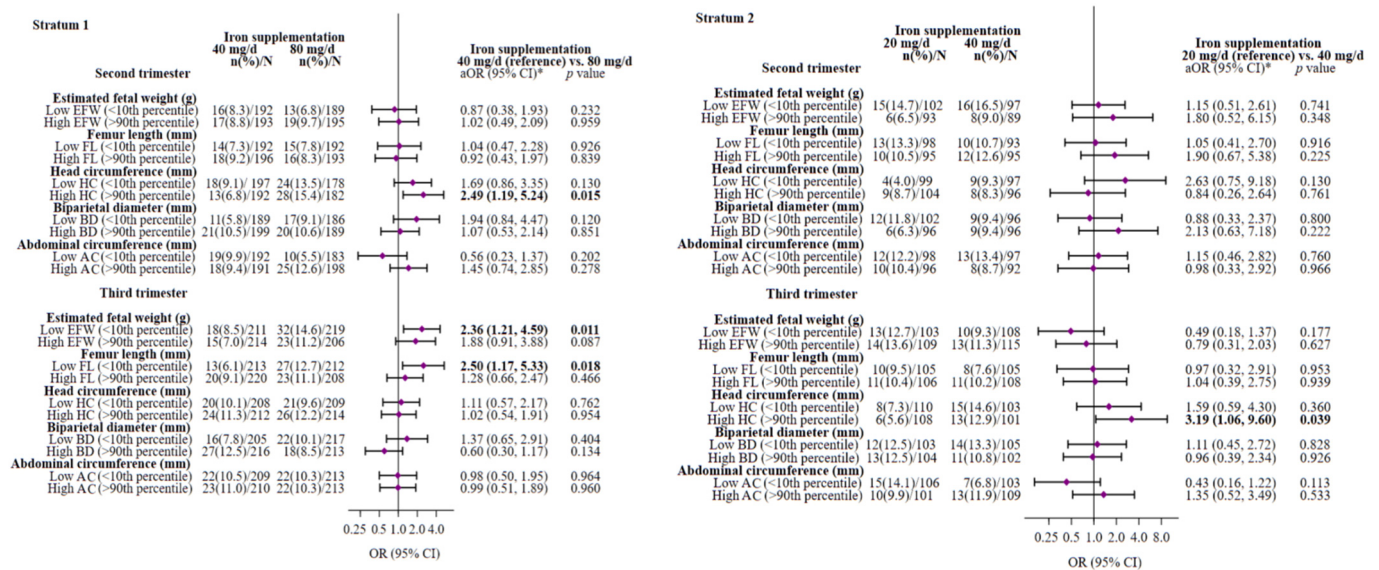 Stratum 1
Iron supplementation
40 mg/d 80 mg/d
n(%)/N n(%)/N
Iron supplementation
40 mg/d (reference) vs. 80 mg/d
aOR (95% CI)* p value
Second trimester
Estimated fetal weight (g)
Low EFW (<10th percentile) 16(8.3)/192 13(6.8)/189 0.87 (0.38, 1.93) 0.232
High EFW (>90th percentile) 17(8.8)/193 19(9.7)/195 1.02 (0.49, 2.09) 0.959
Femur length (mm)
Low FL (<10th percentile) 14(7.3)/192 15(7.8)/192 1.04 (0.47, 2.28) 0.926
High FL (>90th percentile) 18(9.2)/196 16(8.3)/193 0.92 (0.43, 1.97) 0.839
Head circumference (mm)
Low HC (<10th percentile) 18(9.1)/ 197 24(13.5)/178 1.69 (0.86, 3.35) 0.130
High HC (>90th percentile) 13(6.8)/192 28(15.4)/182 2.49 (1.19, 5.24) 0.015
Biparietal diameter (mm)
Low BD (<10th percentile) 11(5.8)/189 17(9.1)/186 1.94 (0.84, 4.47) 0.120
High BD (>90th percentile) 21(10.5)/199 20(10.6)/189 1.07 (0.53, 2.14) 0.851
Abdominal circumference (mm)
Low AC (<10th percentile) 19(9.9)/192 10(5.5)/183 0.56 (0.23, 1.37) 0.202
High AC (>90th percentile) 18(9.4)/191 25(12.6)/198 1.45 (0.74, 2.85) 0.278
Third trimester
Estimated fetal weight (g)
Low EFW (<10th percentile) 18(8.5)/211 32(14.6)/219 2.36 (1.21, 4.59) 0.011
High EFW (>90th percentile) 15(7.0)/214 23(11.2)/206 1.88 (0.91, 3.88) 0.087
Femur length (mm)
Low FL (<10th percentile) 13(6.1)/213 27(12.7)/212 2.50 (1.17, 5.33) 0.018
High FL (>90th percentile) 20(9.1)/220 23(11.1)/208 1.28 (0.66, 2.47) 0.466
Head circumference (mm)
Low HC (<10th percentile) 20(10.1)/208 21(9.6)/209 1.11 (0.57, 2.17) 0.762
High HC (>90th percentile) 24(11.3)/212 26(12.2)/214 1.02 (0.54, 1.91) 0.954
Biparietal diameter (mm)
Low BD (<10th percentile) 16(7.8)/205 22(10.1)/217 1.37 (0.65, 2.91) 0.404
High BD (>90th percentile) 27(12.5)/216 18(8.5)/213 0.60 (0.30, 1.17) 0.134
Abdominal circumference (mm)
Low AC (<10th percentile) 22(10.5)/209 22(10.3)/213 0.98 (0.50, 1.95) 0.964
High AC (>90th percentile) 23(11.0)/210 22(10.3)/213 0.99 (0.51, 1.89) 0.960
0.25 0.5 1.0 2.0 4.0
OR (95% CI)
Stratum 2
Iron supplementation
20 mg/d 40 mg/d
n(%)/N n(%)/N
Iron supplementation
20 mg/d (reference) vs. 40 mg/d
aOR (95% CI)* p value
Second trimester
Estimated fetal weight (g)
Low EFW (<10th percentile) 15(14.7)/102 16(16.5)/97 1.15 (0.51, 2.61) 0.741
High EFW (>90th percentile) 6(6.5)/93 8(9.0)/89 1.80 (0.52, 6.15) 0.348
Femur length (mm)
Low FL (<10th percentile) 13(13.3)/98 10(10.7)/93 1.05 (0.41, 2.70) 0.916
High FL (>90th percentile) 10(10.5)/95 12(12.6)/95 1.90 (0.67, 5.38) 0.225
Head circumference (mm)
Low HC (<10th percentile) 4(4.0)/99 9(9.3)/97 2.63 (0.75, 9.18) 0.130
High HC (>90th percentile) 9(8.7)/104 8(8.3)/96 0.84 (0.26, 2.64) 0.761
Biparietal diameter (mm)
Low BD (<10th percentile) 12(11.8)/102 9(9.4)/96 0.88 (0.33, 2.37) 0.800
High BD (>90th percentile) 6(6.3)/96 9(9.4)/96 2.13 (0.63, 7.18) 0.222
Abdominal circumference (mm)
Low AC (<10th percentile) 12(12.2)/98 13(13.4)/97 1.15 (0.46, 2.82) 0.760
High AC (>90th percentile) 10(10.4)/96 8(8.7)/92 0.98 (0.33, 2.92) 0.966
Third trimester
Estimated fetal weight (g)
Low EFW (<10th percentile) 13(12.7)/103 10(9.3)/108 0.49 (0.18, 1.37) 0.177
High EFW (>90th percentile) 14(13.6)/109 13(11.3)/115 0.79 (0.31, 2.03) 0.627
Femur length (mm)
Low FL (<10th percentile) 10(9.5)/105 8(7.6)/105 0.97 (0.32, 2.91) 0.953
High FL (>90th percentile) 11(10.4)/106 11(10.2)/108 1.04 (0.39, 2.75) 0.939
Head circumference (mm)
Low HC (<10th percentile) 8(7.3)/110 15(14.6)/103 1.59 (0.59, 4.30) 0.360
High HC (>90th percentile) 6(5.6)/108 13(12.9)/101 3.19 (1.06, 9.60) 0.039
Biparietal diameter (mm)
Low BD (<10th percentile) 12(12.5)/103 14(13.3)/105 1.11 (0.45, 2.72) 0.828
High BD (>90th percentile) 13(12.5)/104 11(10.8)/102 0.96 (0.39, 2.34) 0.926
Abdominal circumference (mm)
Low AC (<10th percentile) 15(14.1)/106 7(6.8)/103 0.43 (0.16, 1.22) 0.113
High AC (>90th percentile) 10(9.9)/101 13(11.9)/109 1.35 (0.52, 3.49) 0.533
0.25 0.5 1.0 2.0 4.0 8.0
OR (95% CI)